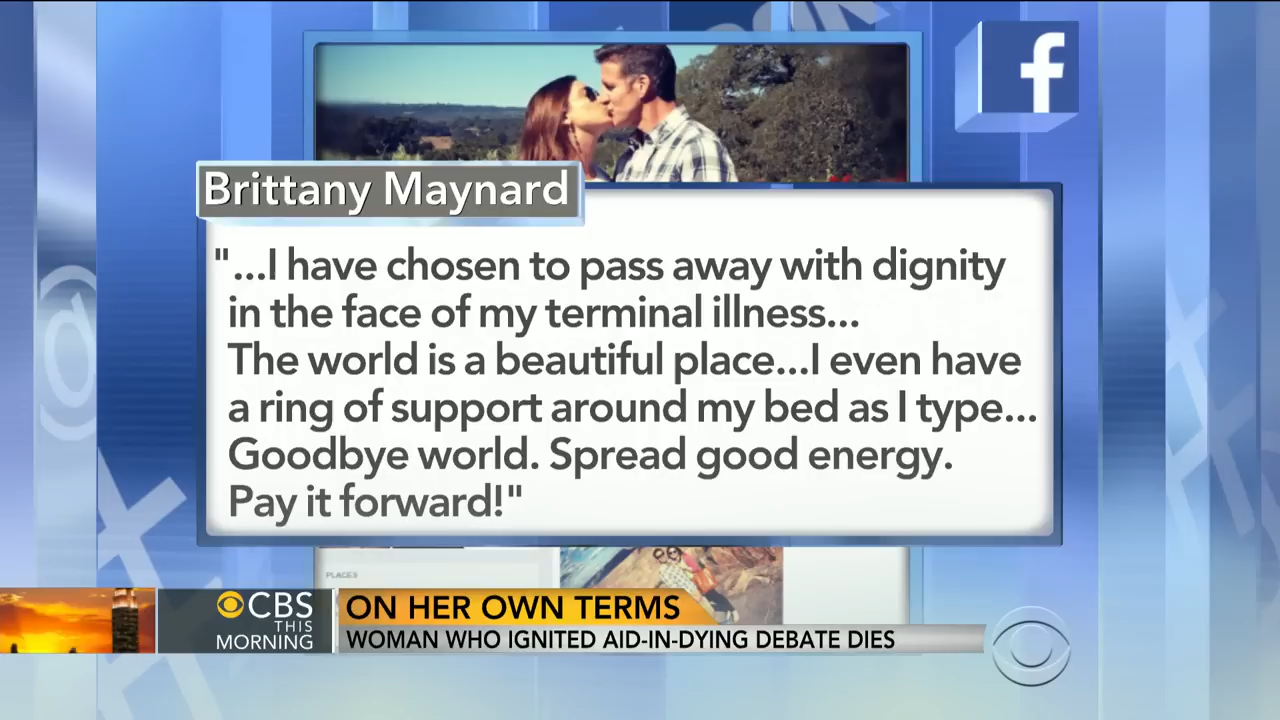 f
Brittany Maynard
"...I have chosen to pass away with dignity
in the face of my terminal illness...
The world is a beautiful place...I even have
a ring of support around my bed as I type...
Goodbye world. Spread good energy.
Pay it forward!"
PLACES
CBS
THIS
MORNING
ON HER OWN TERMS
WOMAN WHO IGNITED AID-IN-DYING DEBATE DIES